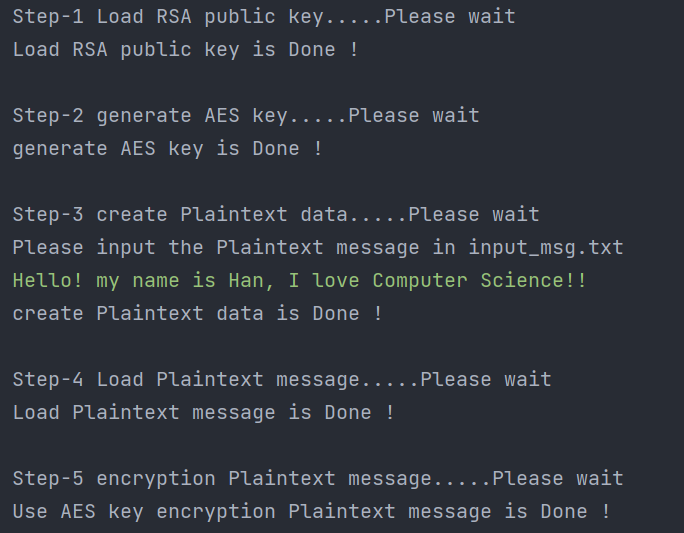 Step-1 Load RSA public key.....Please wait
Load RSA public key is Done !
Step-2 generate AES key.....Please wait
generate AES key is Done !
Step-3 create Plaintext data.....Please wait
Please input the Plaintext message in input_msg.txt
Hello! my name is Han, I love Computer Science!!
create Plaintext data is Done !
Step-4 Load Plaintext message.....Please wait
Load Plaintext message is Done !
Step-5 encryption Plaintext message.....Please wait
Use AES key encryption Plaintext message is Done !